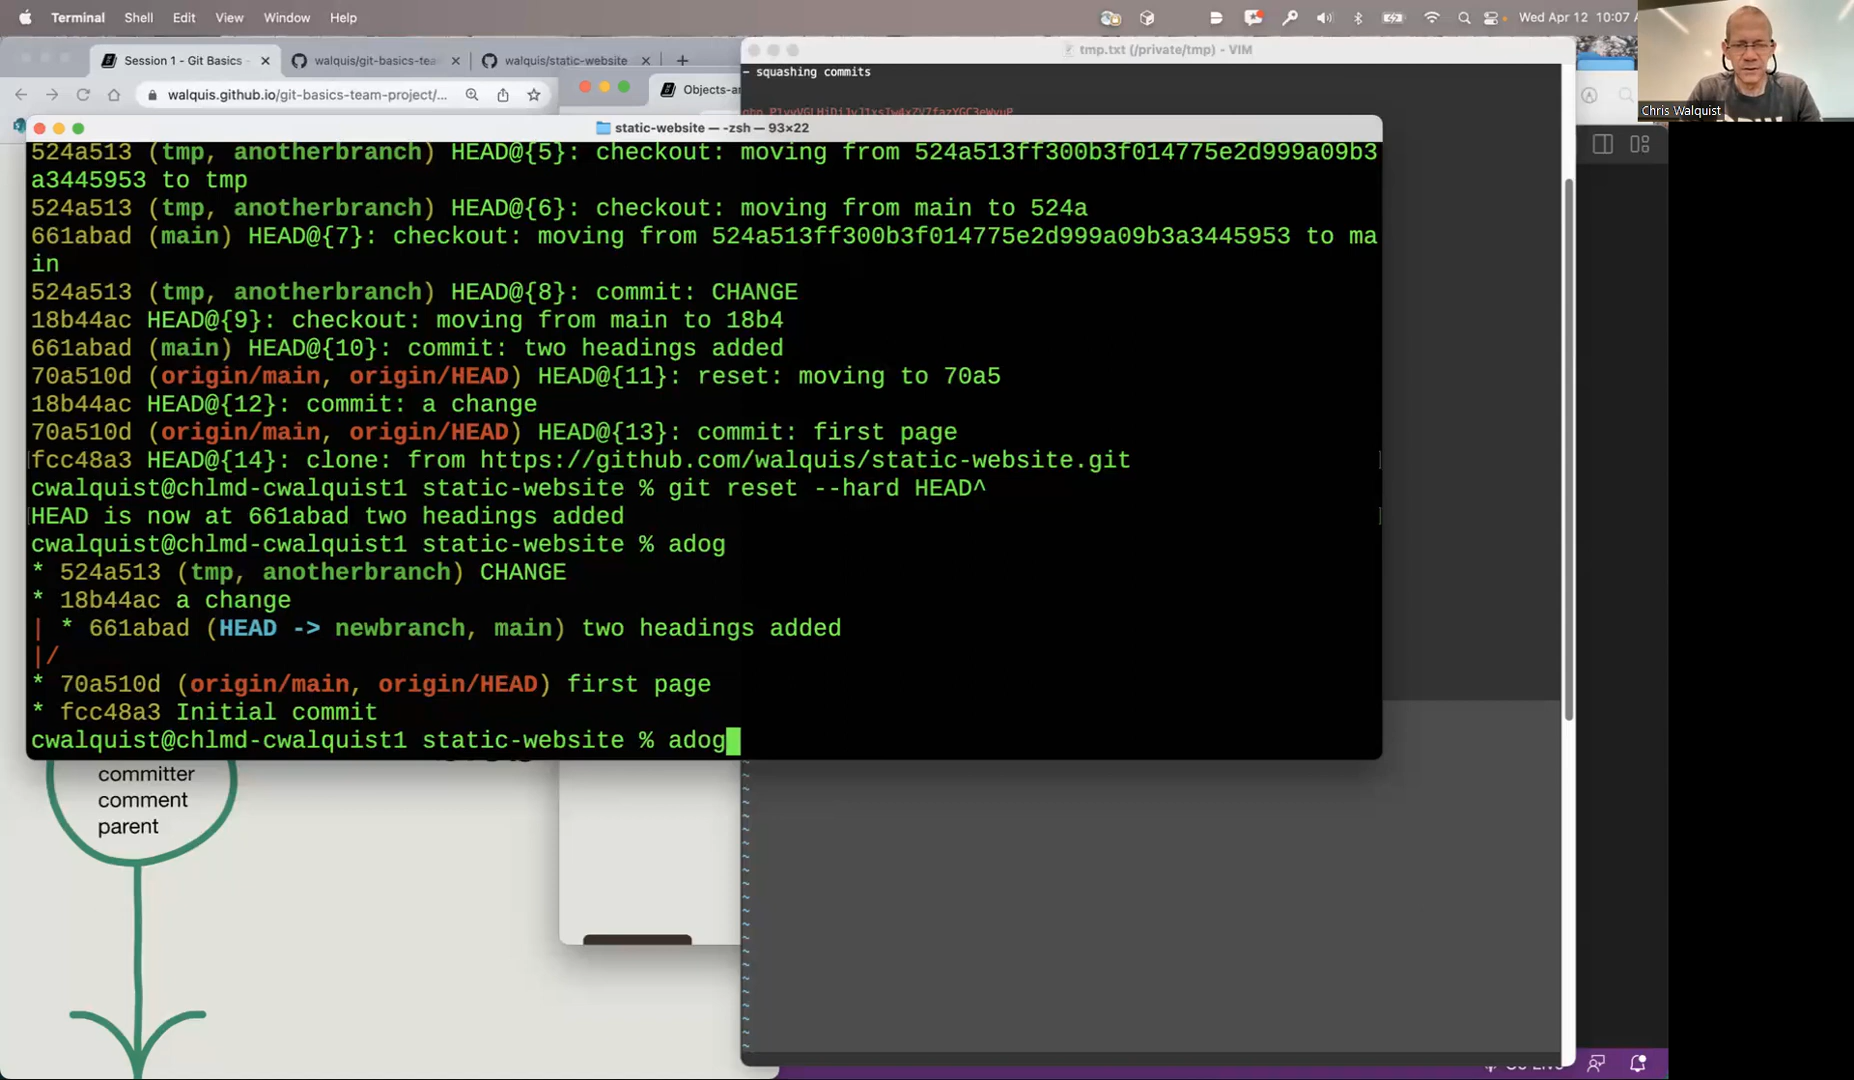 Terminal Shell Edit View Window Help Wed Apr 12 10:07
Session 1 - Git Basics walquis/git-basics-tea walquis/static-website
tmp.txt (/private/tmp) - VIM
walquis.github.io/git-basics-team-project/... Objects-a
- squashing commits
Chris Walquist
static-website — -zsh — 93×22
524a513 (tmp, anotherbranch) HEAD@{5}: checkout: moving from 524a513ff300b3f014775e2d999a09b3
a3445953 to tmp
524a513 (tmp, anotherbranch) HEAD@{6}: checkout: moving from main to 524a
661abad (main) HEAD@{7}: checkout: moving from 524a513ff300b3f014775e2d999a09b3a3445953 to ma
in
524a513 (tmp, anotherbranch) HEAD@{8}: commit: CHANGE
18b44ac HEAD@{9}: checkout: moving from main to 18b4
661abad (main) HEAD@{10}: commit: two headings added
70a510d (origin/main, origin/HEAD) HEAD@{11}: reset: moving to 70a5
18b44ac HEAD@{12}: commit: a change
70a510d (origin/main, origin/HEAD) HEAD@{13}: commit: first page
fcc48a3 HEAD@{14}: clone: from https://github.com/walquis/static-website.git
cwalquist@chlmd-cwalquist1 static-website % git reset --hard HEAD^
HEAD is now at 661abad two headings added
cwalquist@chlmd-cwalquist1 static-website % adog
* 524a513 (tmp, anotherbranch) CHANGE
* 18b44ac a change
| * 661abad (HEAD -> newbranch, main) two headings added
|/
* 70a510d (origin/main, origin/HEAD) first page
* fcc48a3 Initial commit
cwalquist@chlmd-cwalquist1 static-website % adog
committer
comment
parent